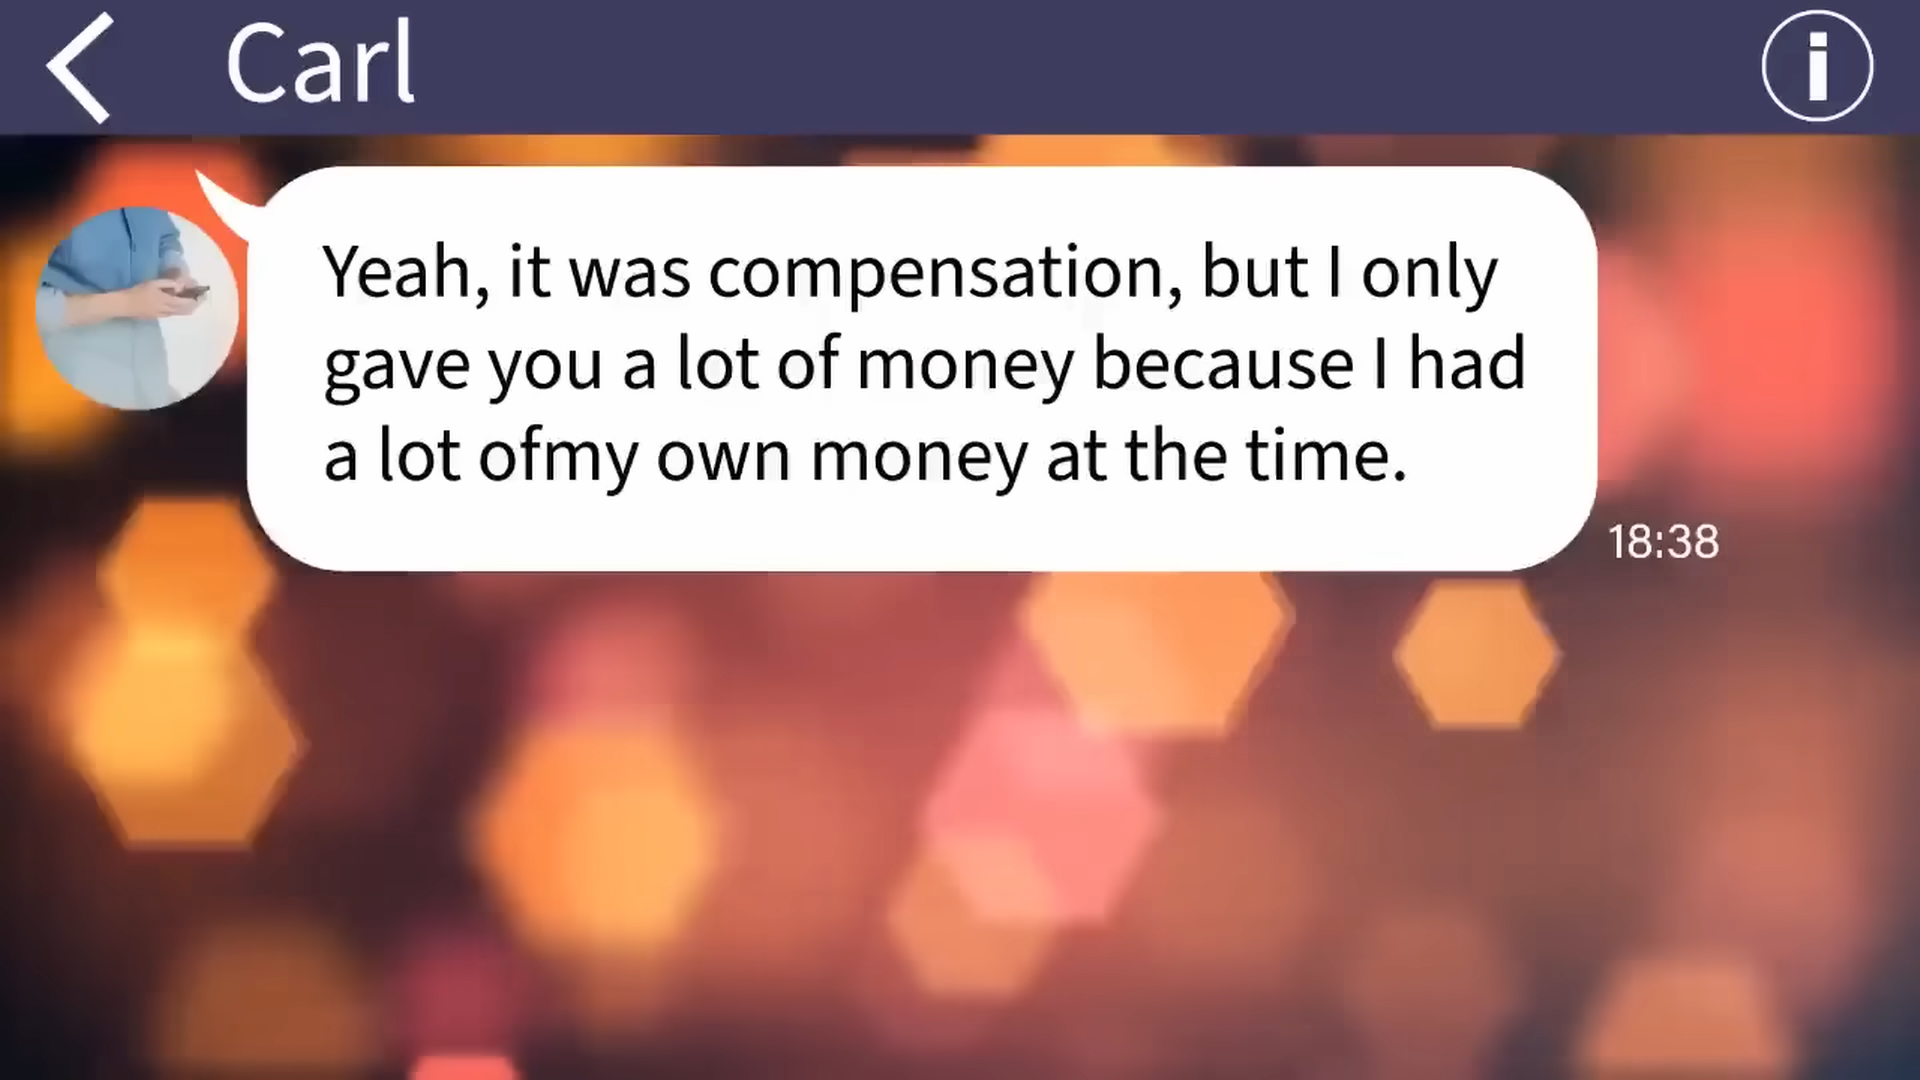 Carl
i
Yeah, it was compensation, but I only
gave you a lot of money because I had
a lot ofmy own money at the time.
18:38